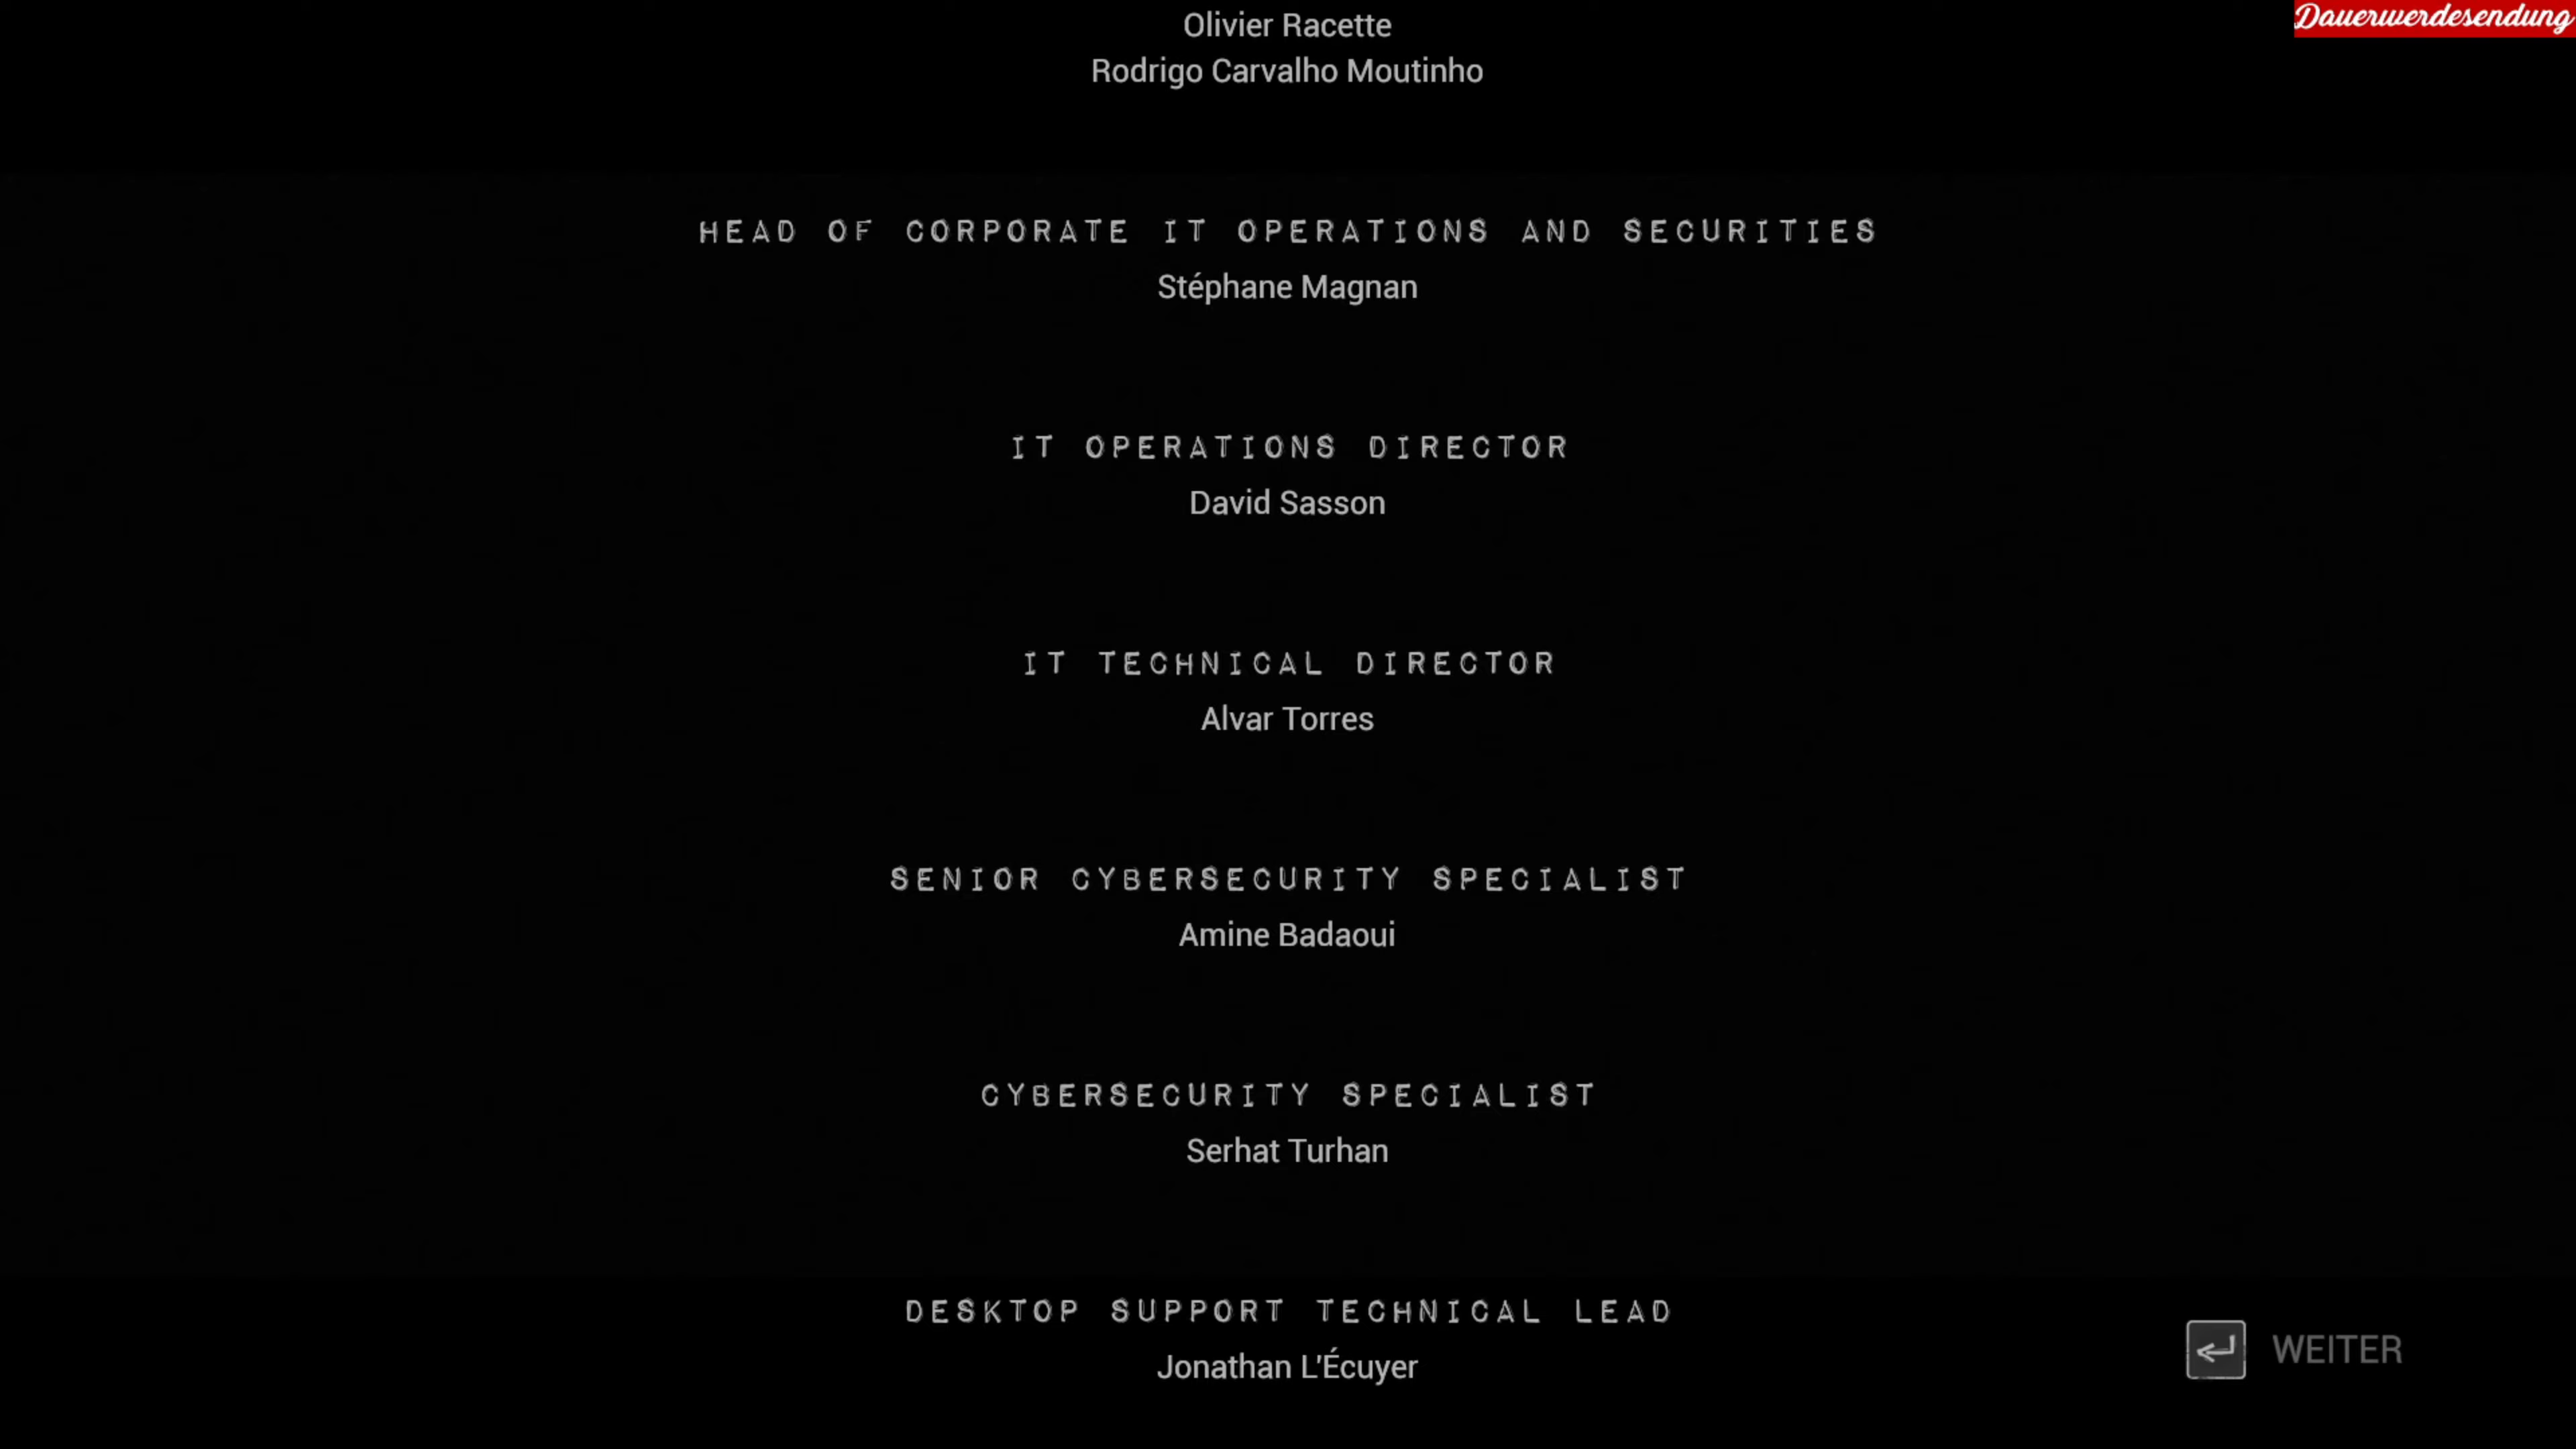 Dauerwerdesendung
Olivier Racette
Rodrigo Carvalho Moutinho
HEAD OF CORPORATE IT OPERATIONS AND SECURITIES
Stéphane Magnan
IT OPERATIONS DIRECTOR
David Sasson
IT TECHNICAL DIRECTOR
Alvar Torres
SENIOR CYBERSECURITY SPECIALIST
Amine Badaoui
CYBERSECURITY SPECIALIST
Serhat Turhan
DESKTOP SUPPORT TECHNICAL LEAD
Jonathan L'Écuyer
WEITER